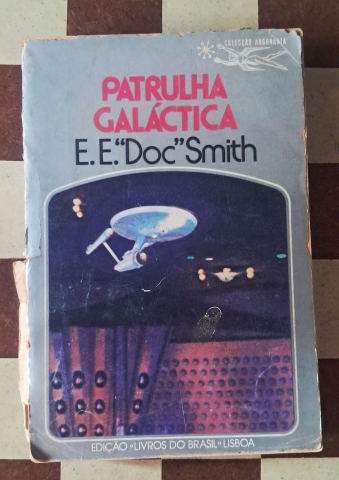 COLECÇÃO ARGONAUTA
PATRULHA
GALÁCTICA
E.E."Doc"Smith
EDIÇÃO «LIVROS DO BRASIL» LISBOA